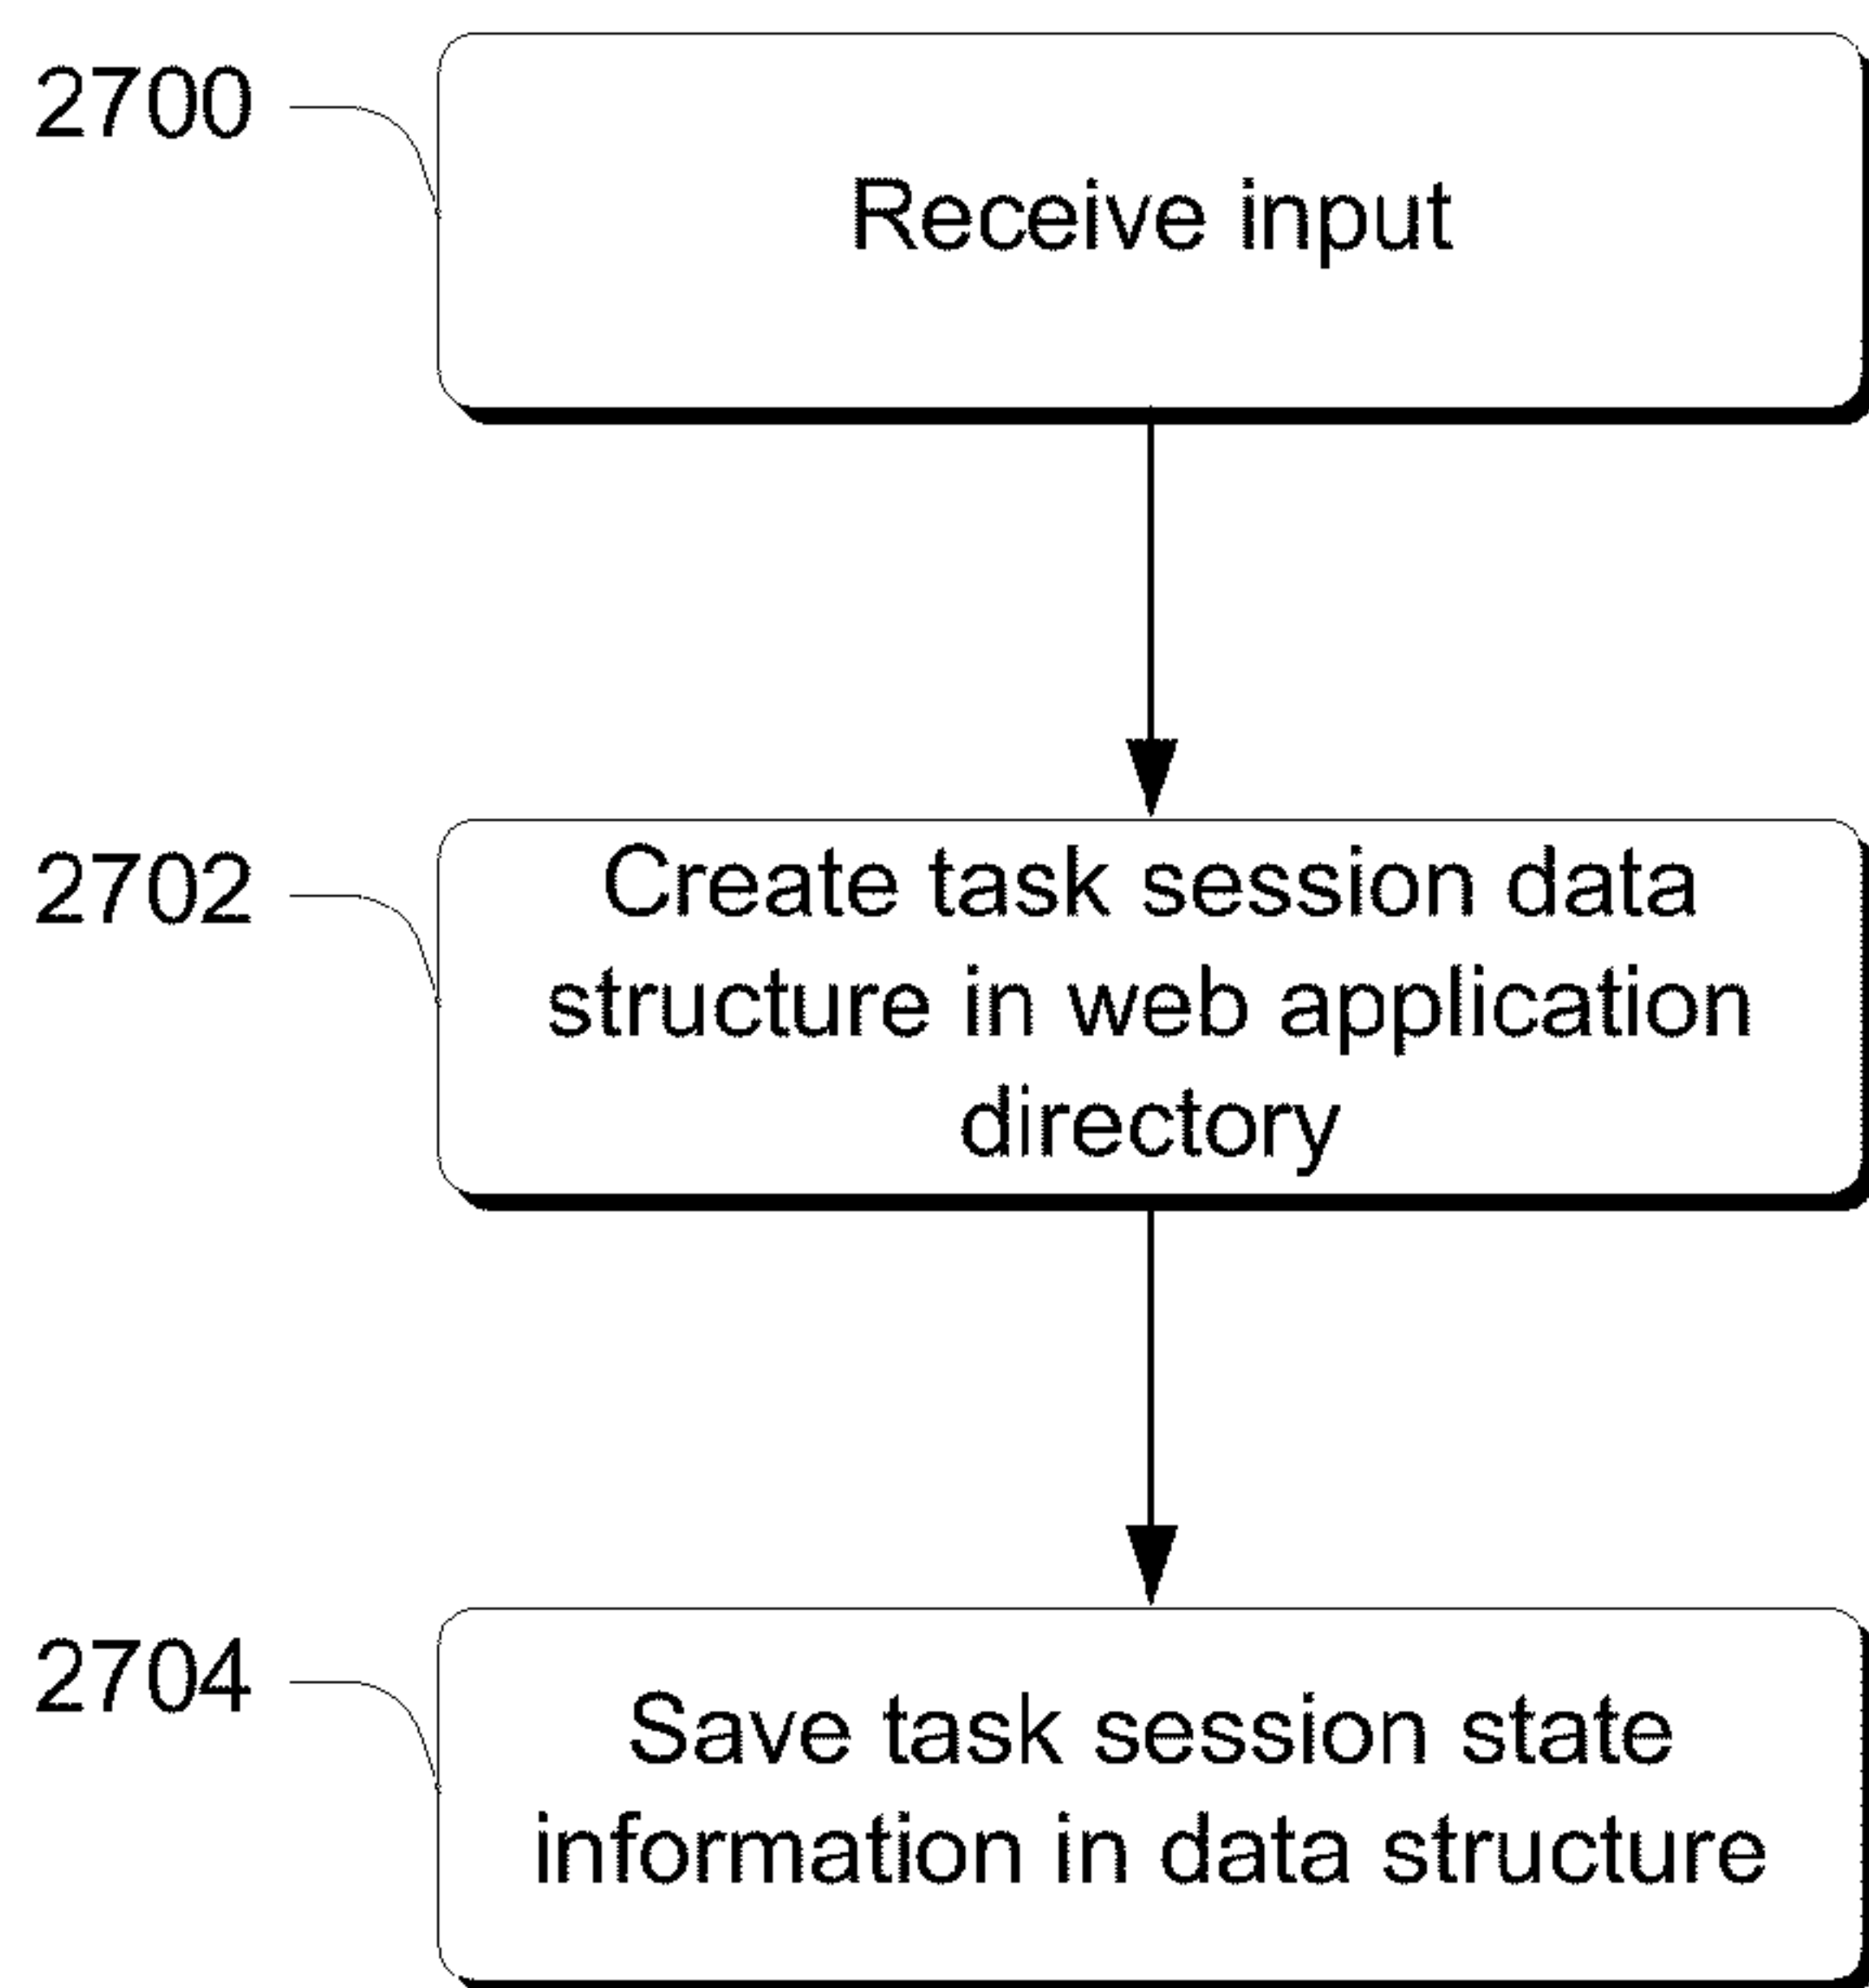 2700
Receive input
2702
Create task session data
structure in web application
directory
2704
Save task session state
information in data structure